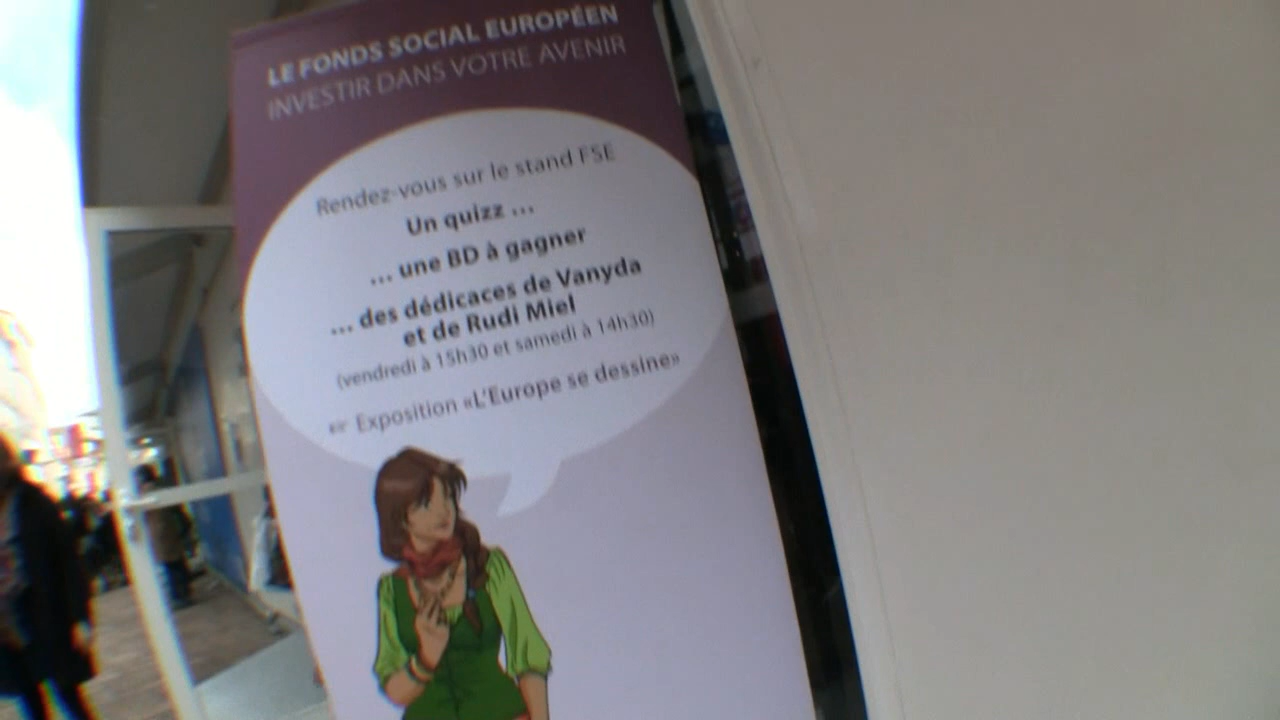 LE FONDS SOCIAL EUROPÉEN
INVESTIR DANS VOTRE AVENIR
Rendez-vous sur le stand FSE
Un quizz ...
... une BD à gagner
... des dédicaces de Vanyda
et de Rudi Miel
(vendredi à 15h30 et samedi à 14h30)
☞ Exposition «L'Europe se dessine»